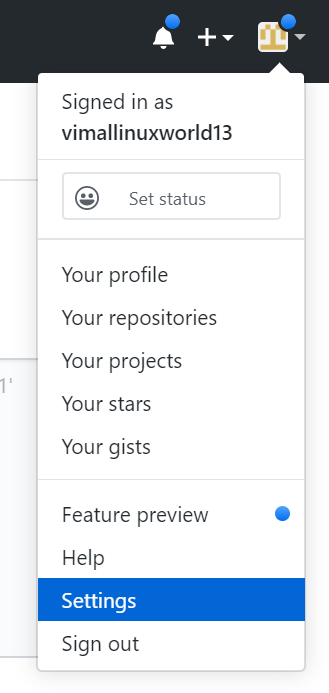 Signed in as
vimallinuxworld13
Set status
Your profile
1'
Your repositories
Your projects
Your stars
Your gists
Feature preview
Help
Settings
Sign out